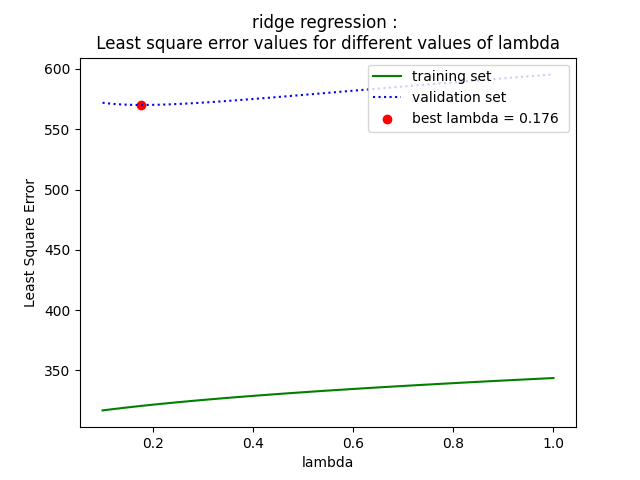 ridge regression :
Least square error values for different values of lambda
600
550
500
450
400
350
Least Square Error
training set
validation set
best lambda = 0.176
0.2
0.4
0.6
0.8
1.0
lambda